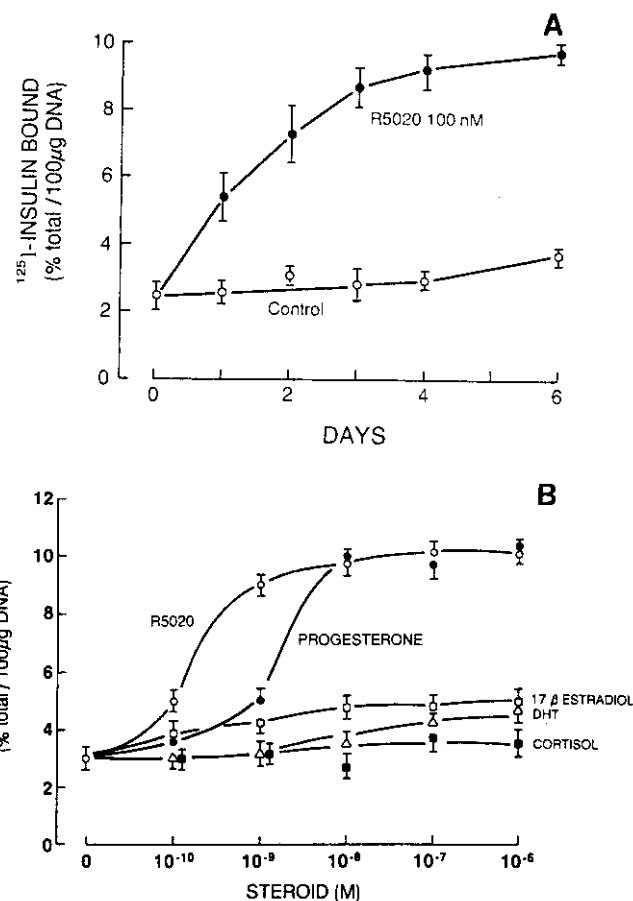 A
10
8
6
4
2
0
¹²⁵I-INSULIN BOUND
(% total / 100µg DNA)
R5020 100 nM
Control
0
2
4
6
DAYS
B
12
10
8
6
4
2
0
(% total / 100µg DNA)
R5020
PROGESTERONE
17 β ESTRADIOL
DHT
CORTISOL
0
10⁻¹⁰
10⁻⁹
10⁻⁸
10⁻⁷
10⁻⁶
STEROID (M)